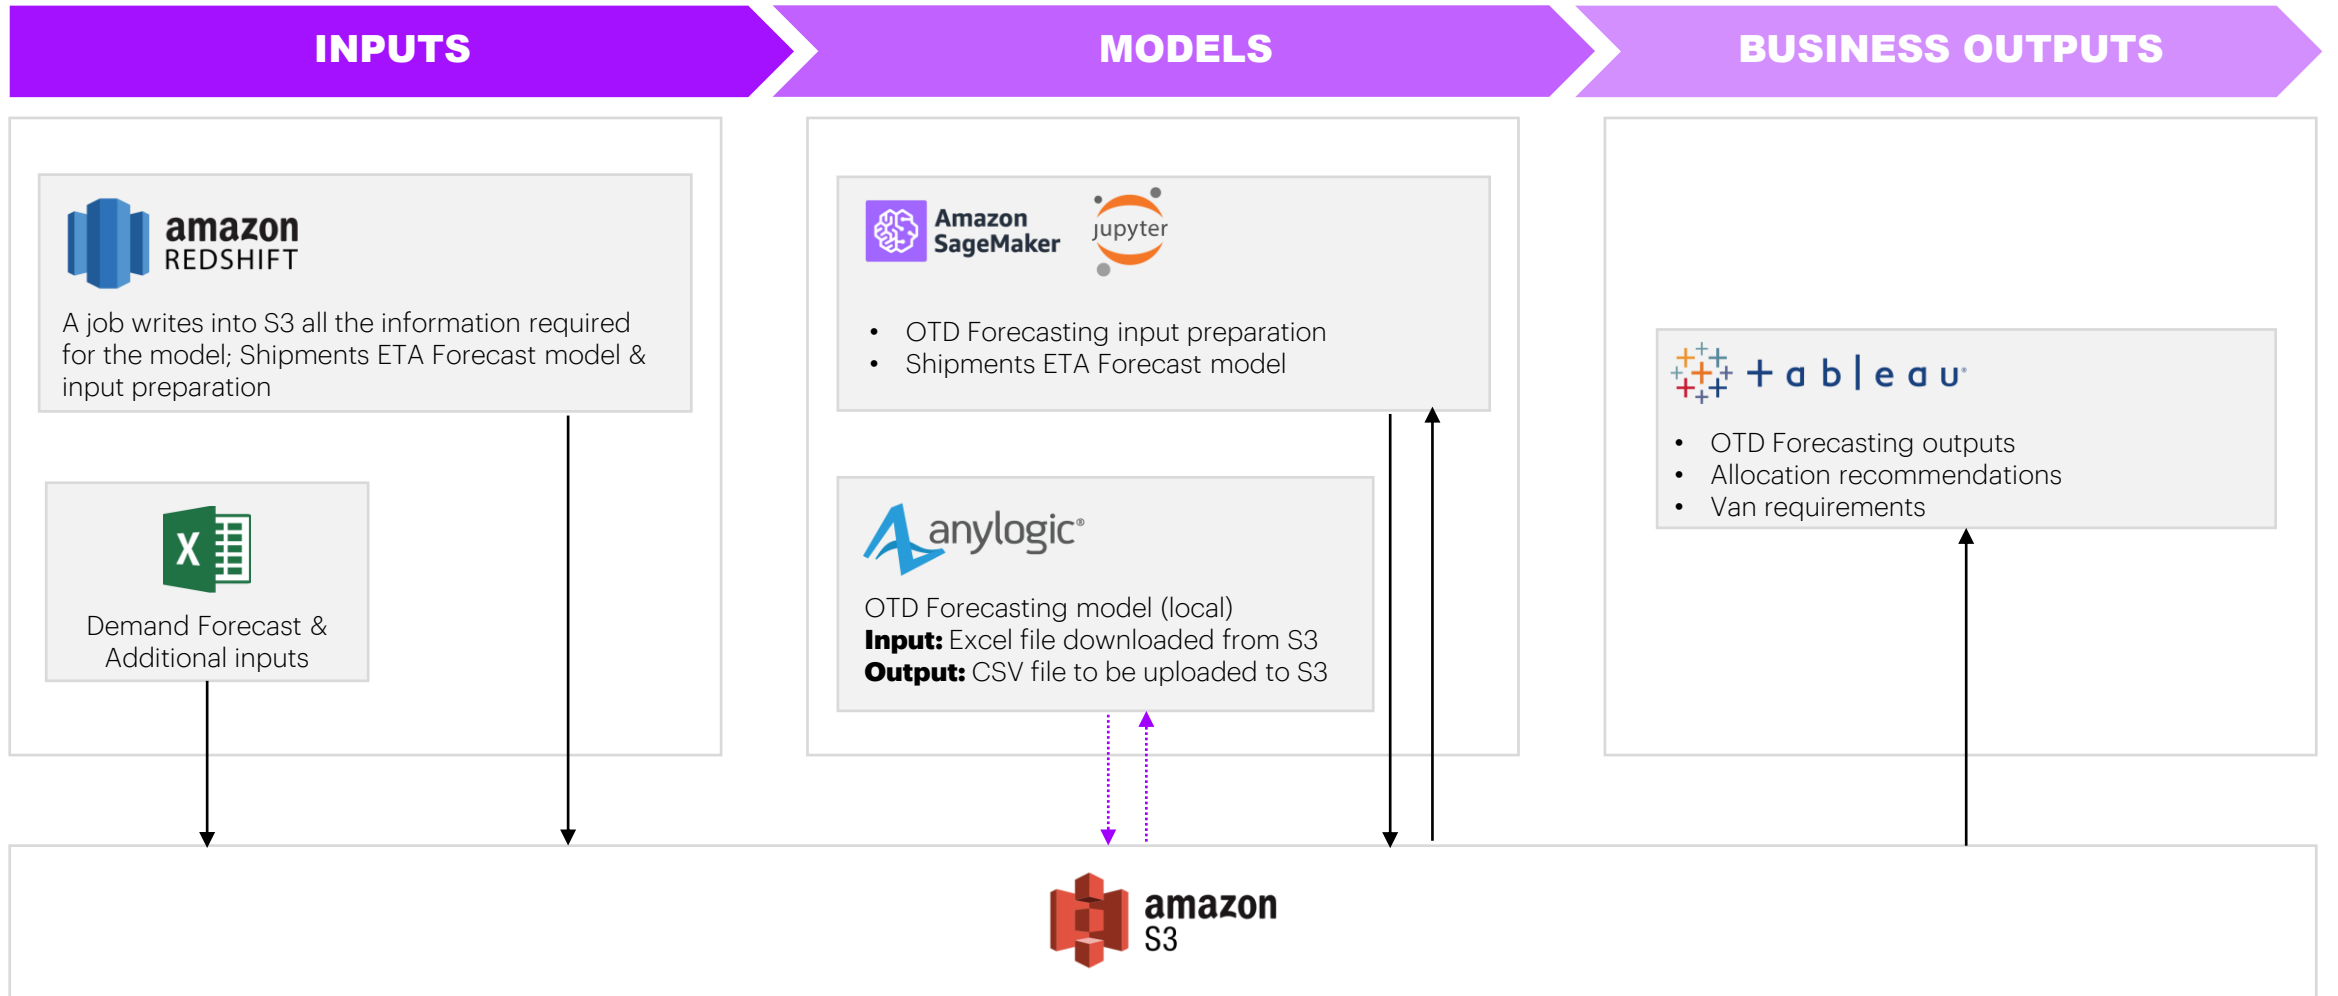 INPUTS
MODELS
BUSINESS OUTPUTS
amazon
REDSHIFT
A job writes into S3 all the information required
for the model; Shipments ETA Forecast model &
input preparation
X
Demand Forecast &
Additional inputs
Amazon
SageMaker
jupyter
• OTD Forecasting input preparation
• Shipments ETA Forecast model
anylogic®
OTD Forecasting model (local)
Input: Excel file downloaded from S3
Output: CSV file to be uploaded to S3
+ableau®
• OTD Forecasting outputs
• Allocation recommendations
• Van requirements
amazon
S3